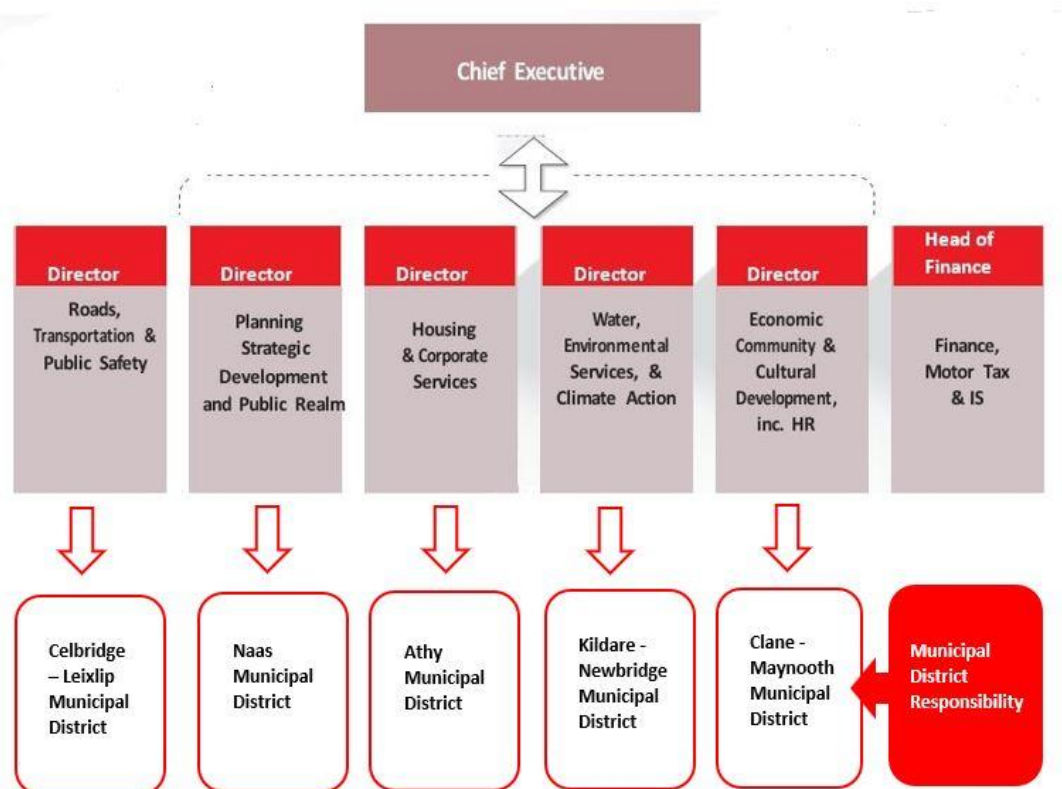 Chief Executive
Director
Roads,
Transportation &
Public Safety
Director
Planning
Strategic
Development
and Public Realm
Director
Housing
& Corporate
Services
Director
Water,
Environmental
Services, &
Climate Action
Director
Economic
Community &
Cultural
Development,
inc. HR
Head of
Finance
Finance,
Motor Tax
& IS
Celbridge
– Leixlip
Municipal
District
Naas
Municipal
District
Athy
Municipal
District
Kildare -
Newbridge
Municipal
District
Clane -
Maynooth
Municipal
District
Municipal
District
Responsibility